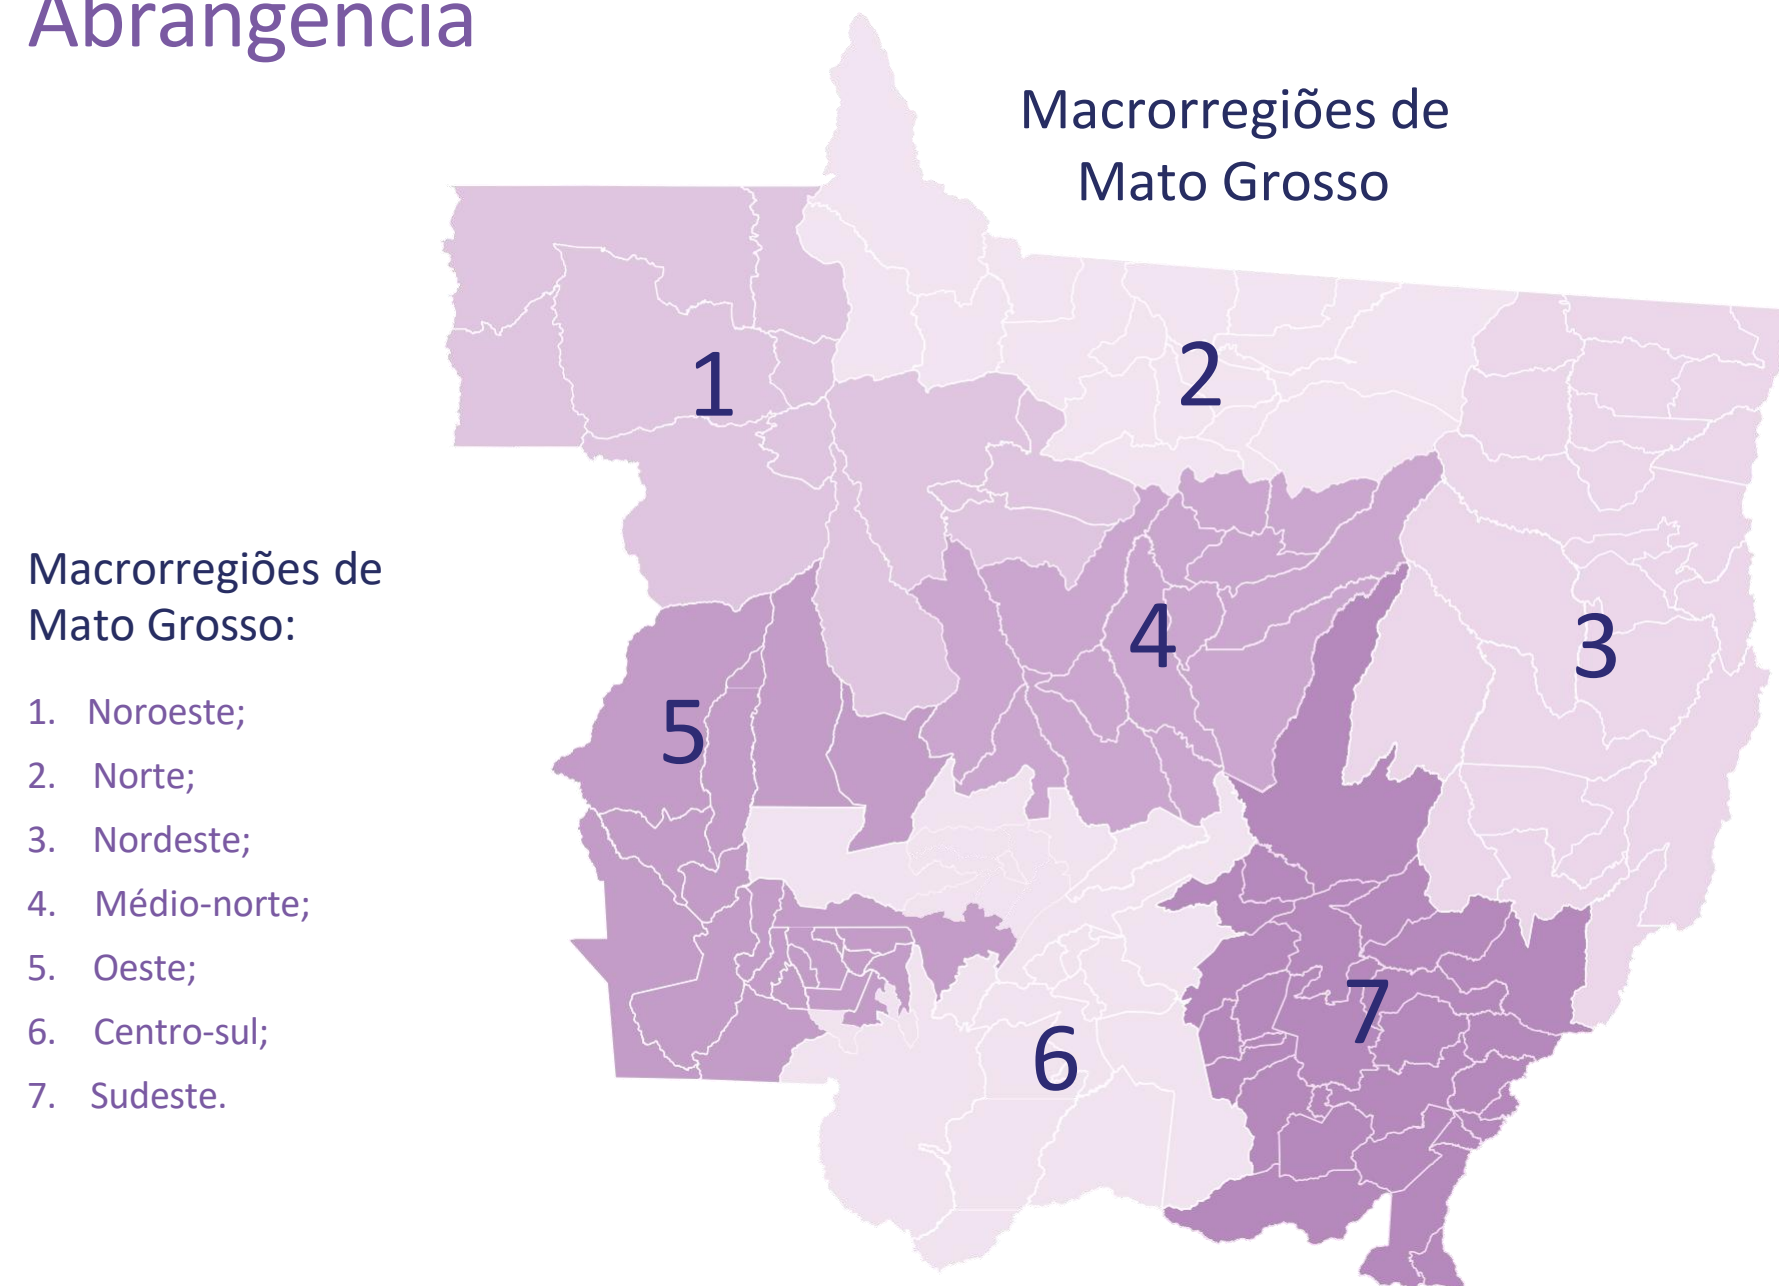 Abrangência
Macrorregiões de
Mato Grosso
Macrorregiões de
Mato Grosso:
1. Noroeste;
2. Norte;
3. Nordeste;
4. Médio-norte;
5. Oeste;
6. Centro-sul;
7. Sudeste.
1
2
3
4
5
6
7